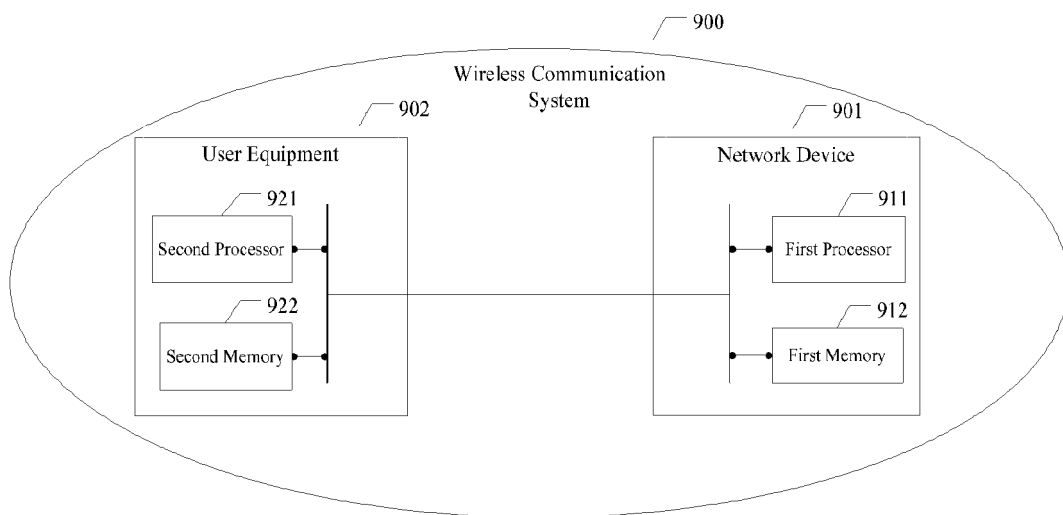 900
Wireless Communication
System
902
901
User Equipment
Network Device
921
911
Second Processor
First Processor
922
912
Second Memory
First Memory